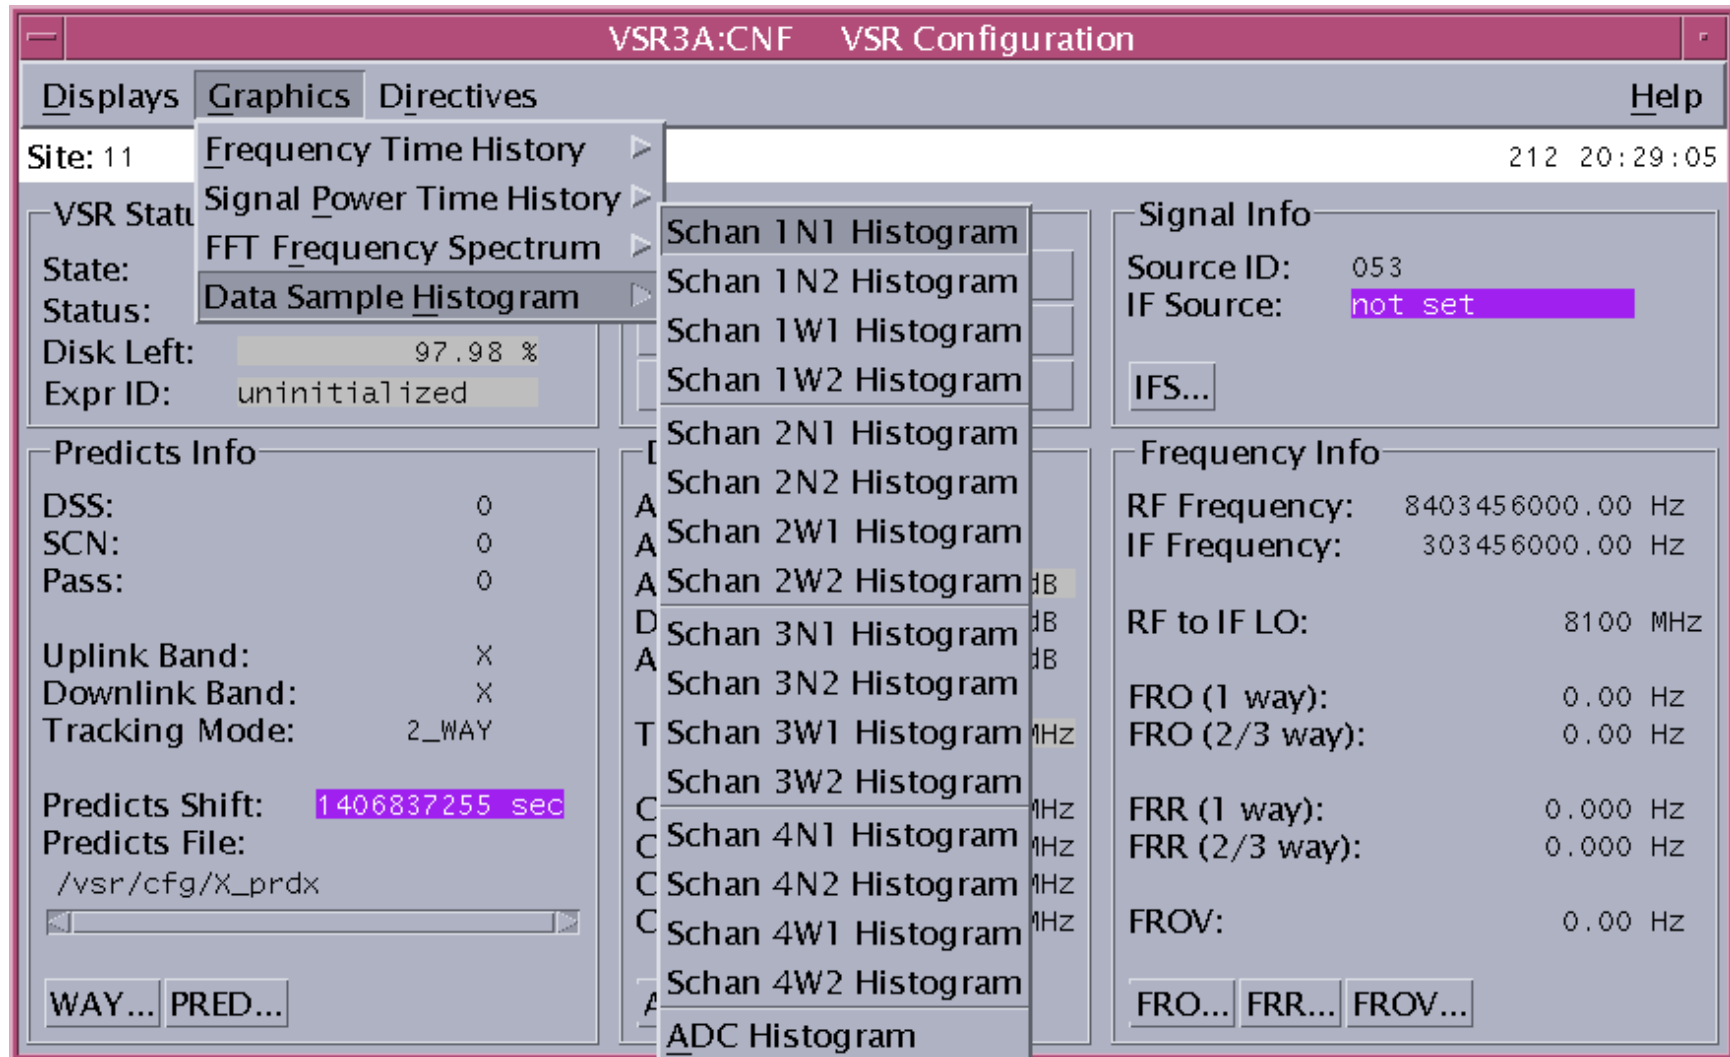 VSR3A:CNF VSR Configuration
Displays Graphics Directives Help
Site: 11 212 20:29:05
Frequency Time History
Signal Power Time History
FFT Frequency Spectrum
Data Sample Histogram
Schan 1N1 Histogram
Schan 1N2 Histogram
Schan 1W1 Histogram
Schan 1W2 Histogram
Schan 2N1 Histogram
Schan 2N2 Histogram
Schan 2W1 Histogram
Schan 2W2 Histogram
Schan 3N1 Histogram
Schan 3N2 Histogram
Schan 3W1 Histogram
Schan 3W2 Histogram
Schan 4N1 Histogram
Schan 4N2 Histogram
Schan 4W1 Histogram
Schan 4W2 Histogram
ADC Histogram
VSR Statu
State:
Status:
Disk Left: 97.98 %
Expr ID: uninitialized
Signal Info
Source ID: 053
IF Source: not set
IFS...
Predicts Info
DSS: 0
SCN: 0
Pass: 0
Uplink Band: X
Downlink Band: X
Tracking Mode: 2_WAY
Predicts Shift: 1406837255 sec
Predicts File:
/vsr/cfg/X_prdx
WAY... PRED...
A
A
A dB
D dB
A dB
T MHz
C MHz
C MHz
C MHz
C MHz
A
Frequency Info
RF Frequency: 8403456000.00 Hz
IF Frequency: 303456000.00 Hz
RF to IF LO: 8100 MHz
FRO (1 way): 0.00 Hz
FRO (2/3 way): 0.00 Hz
FRR (1 way): 0.000 Hz
FRR (2/3 way): 0.000 Hz
FROV: 0.00 Hz
FRO... FRR... FROV...